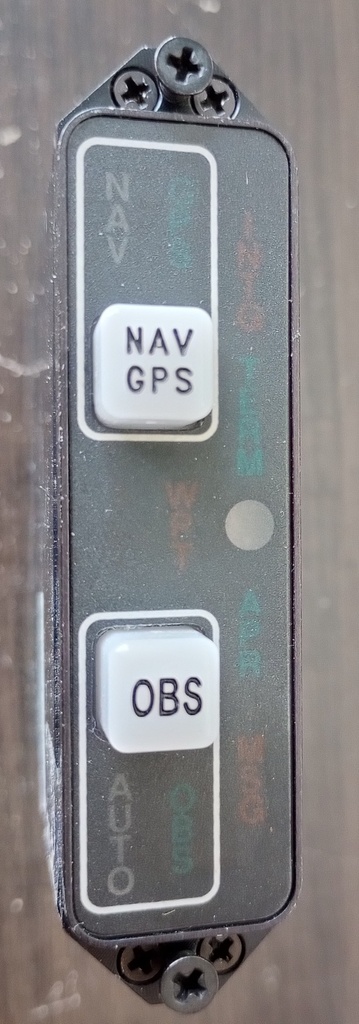 NAV
GPS
INTG
NAV
GPS
TERM
WPT
APR
OBS
MSG
AUTO
OBS